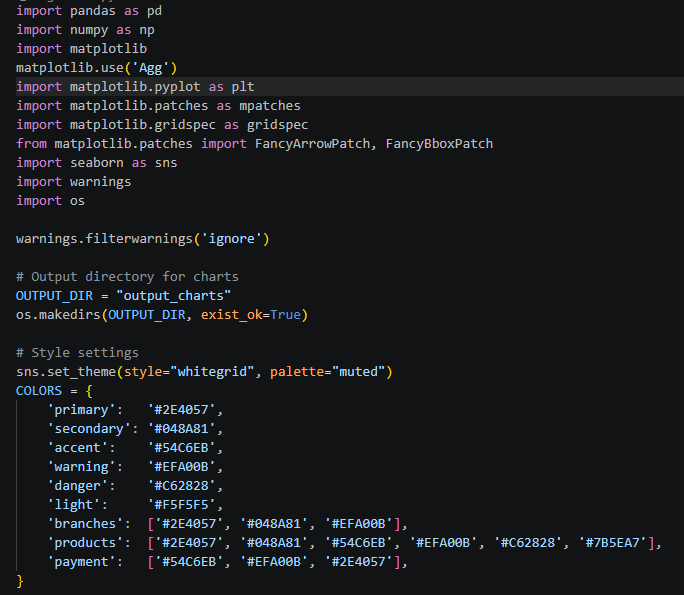 import pandas as pd
import numpy as np
import matplotlib
matplotlib.use('Agg')
import matplotlib.pyplot as plt
import matplotlib.patches as mpatches
import matplotlib.gridspec as gridspec
from matplotlib.patches import FancyArrowPatch, FancyBboxPatch
import seaborn as sns
import warnings
import os

warnings.filterwarnings('ignore')

# Output directory for charts
OUTPUT_DIR = "output_charts"
os.makedirs(OUTPUT_DIR, exist_ok=True)

# Style settings
sns.set_theme(style="whitegrid", palette="muted")
COLORS = {
    'primary':   '#2E4057',
    'secondary': '#048A81',
    'accent':    '#54C6EB',
    'warning':   '#EFA00B',
    'danger':    '#C62828',
    'light':     '#F5F5F5',
    'branches':  ['#2E4057', '#048A81', '#EFA00B'],
    'products':  ['#2E4057', '#048A81', '#54C6EB', '#EFA00B', '#C62828', '#7B5EA7'],
    'payment':   ['#54C6EB', '#EFA00B', '#2E4057'],
}